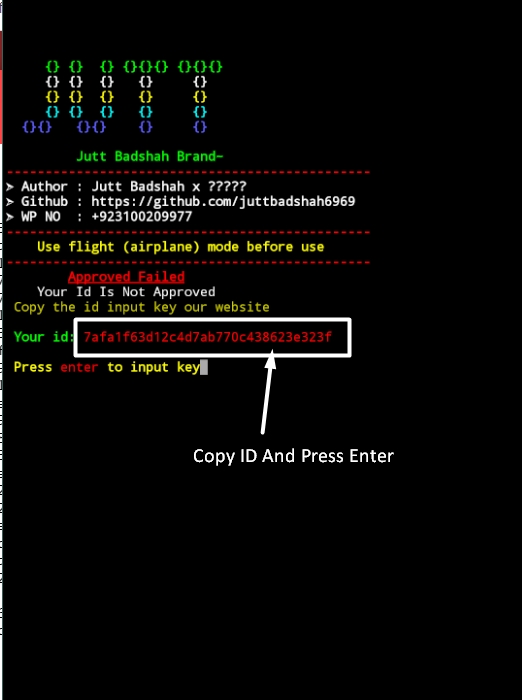 {} {}  {} {}{}{} {}{}{}
{} {}  {}   {}     {}
{} {}  {}   {}     {}
{} {}  {}   {}     {}
{}{}   {}{}    {}     {}
Jutt Badshah Brand~
----------------------------------------------
➤ Author : Jutt Badshah x ?????
➤ Github : https://github.com/juttbadshah6969
➤ WP NO  : +923100209977
----------------------------------------------
Use flight (airplane) mode before use
----------------------------------------------
Approved Failed
Your Id Is Not Approved
Copy the id input key our website
Your id: 7afa1f63d12c4d7ab770c438623e323f
Press enter to input key
Copy ID And Press Enter